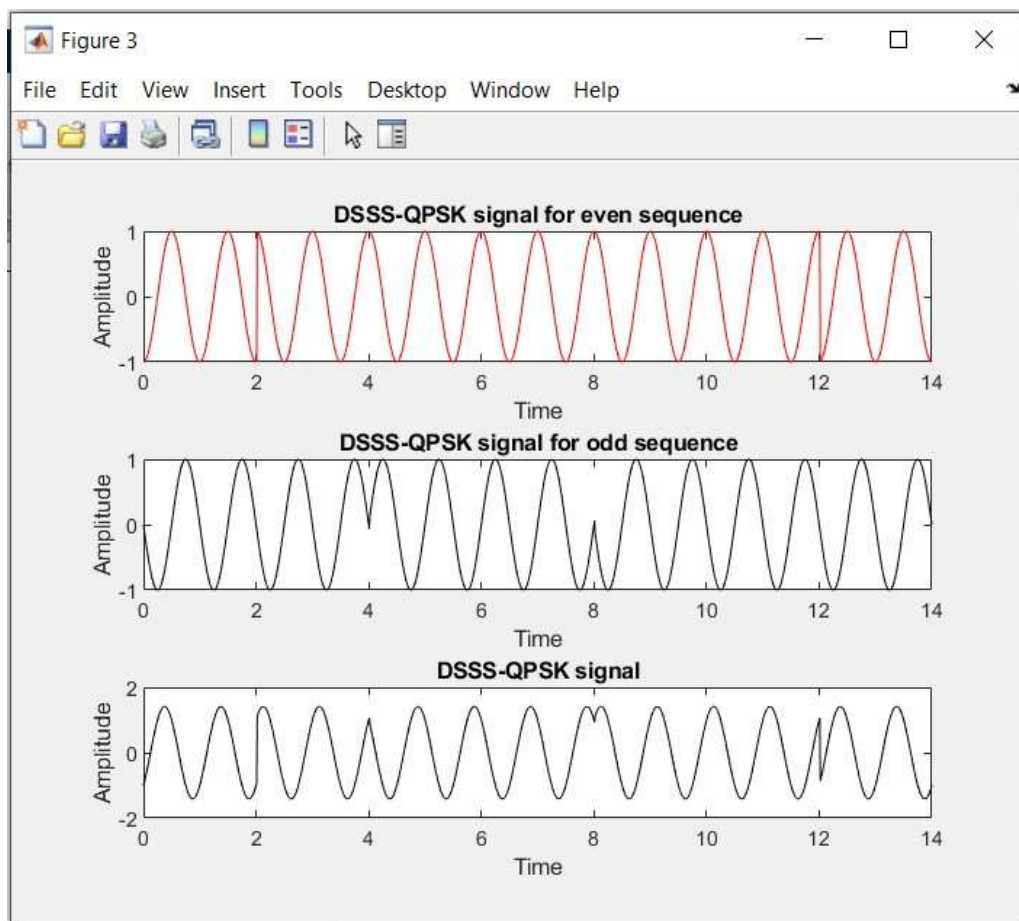 Figure 3
File Edit View Insert Tools Desktop Window Help
DSSS-QPSK signal for even sequence
1
0
-1
Amplitude
0 2 4 6 8 10 12 14
Time
DSSS-QPSK signal for odd sequence
1
0
-1
Amplitude
0 2 4 6 8 10 12 14
Time
DSSS-QPSK signal
2
0
-2
Amplitude
0 2 4 6 8 10 12 14
Time